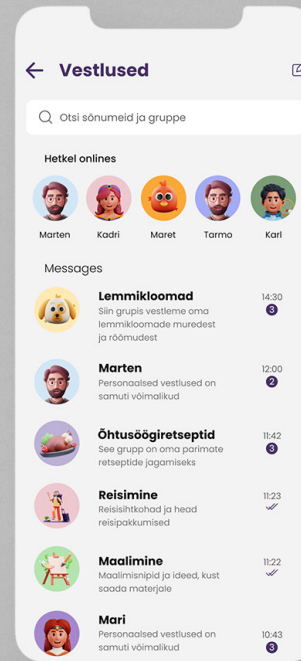 Vestlused
Otsi sõnumeid ja gruppe
Hetkel onlines
Marten Kadri Maret Tarmo Karl
Messages
Lemmikloomad 14:30
Siin grupis vestleme oma 3
lemmikloomade muredest
ja rõõmudest
Marten 12:00
Personaalsed vestlused on 2
samuti võimalikud
Õhtusöögiretseptid 11:42
See grupp on oma parimate 3
retseptide jagamiseks
Reisimine 11:23
Reisisihtkohad ja head
reisipakkumised
Maalimine 11:22
Maalimisnipid ja ideed, kust
saada materjale
Mari
Personaalsed vestlused on 10:43
samuti võimalikud 3